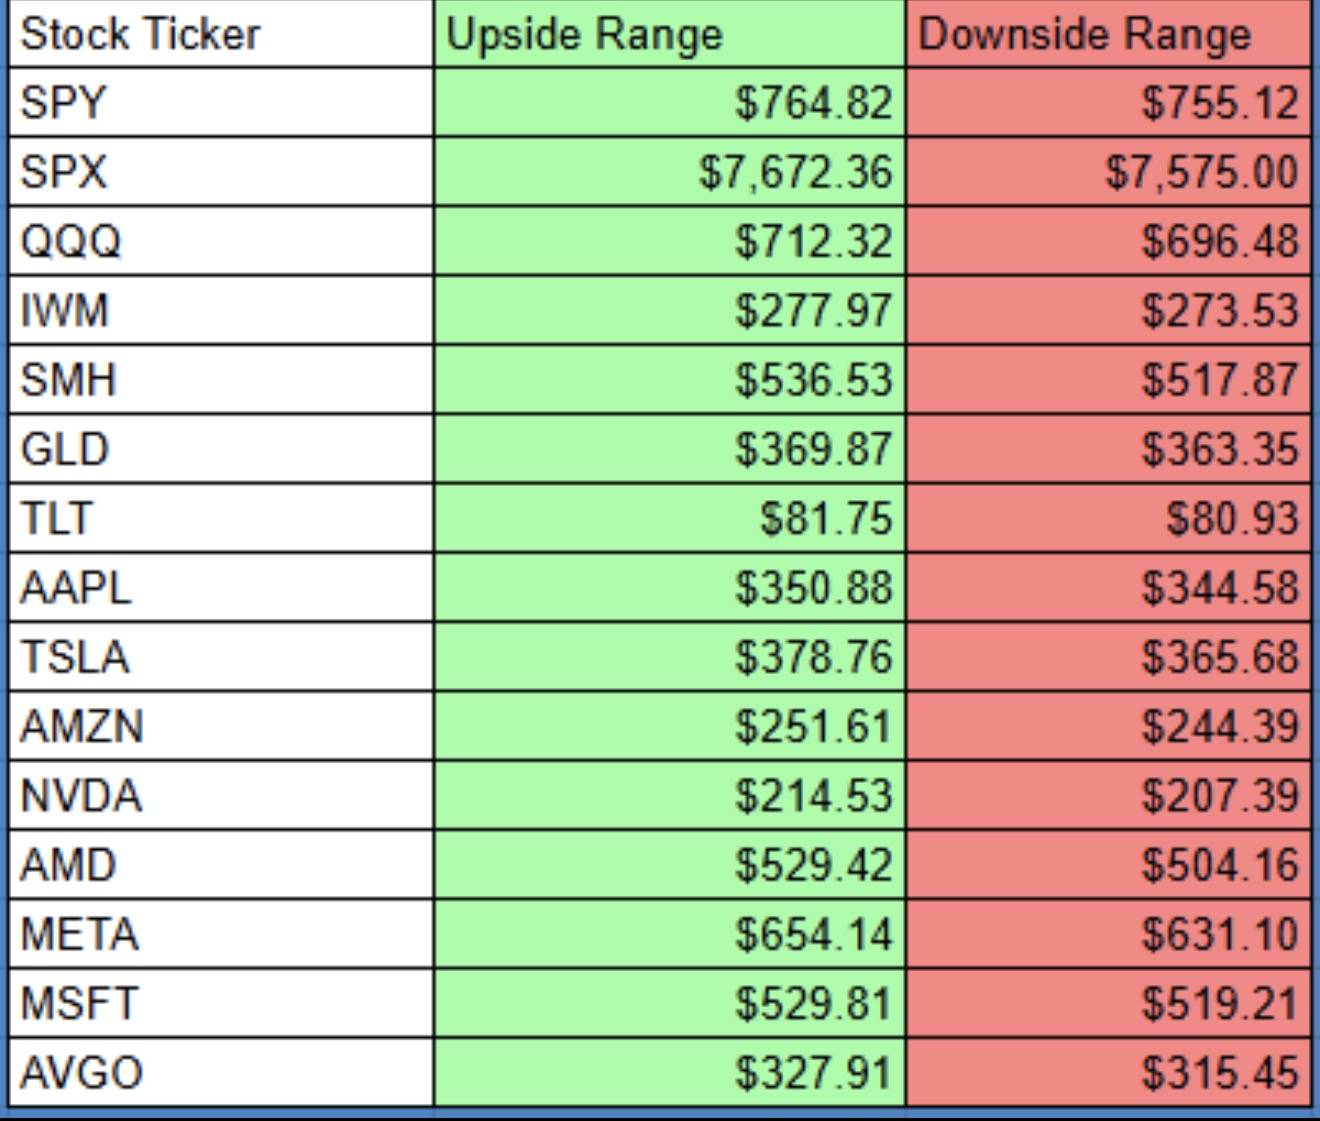 Stock Ticker Upside Range Downside Range
SPY $764.82 $755.12
SPX $7,672.36 $7,575.00
QQQ $712.32 $696.48
IWM $277.97 $273.53
SMH $536.53 $517.87
GLD $369.87 $363.35
TLT $81.75 $80.93
AAPL $350.88 $344.58
TSLA $378.76 $365.68
AMZN $251.61 $244.39
NVDA $214.53 $207.39
AMD $529.42 $504.16
META $654.14 $631.10
MSFT $529.81 $519.21
AVGO $327.91 $315.45